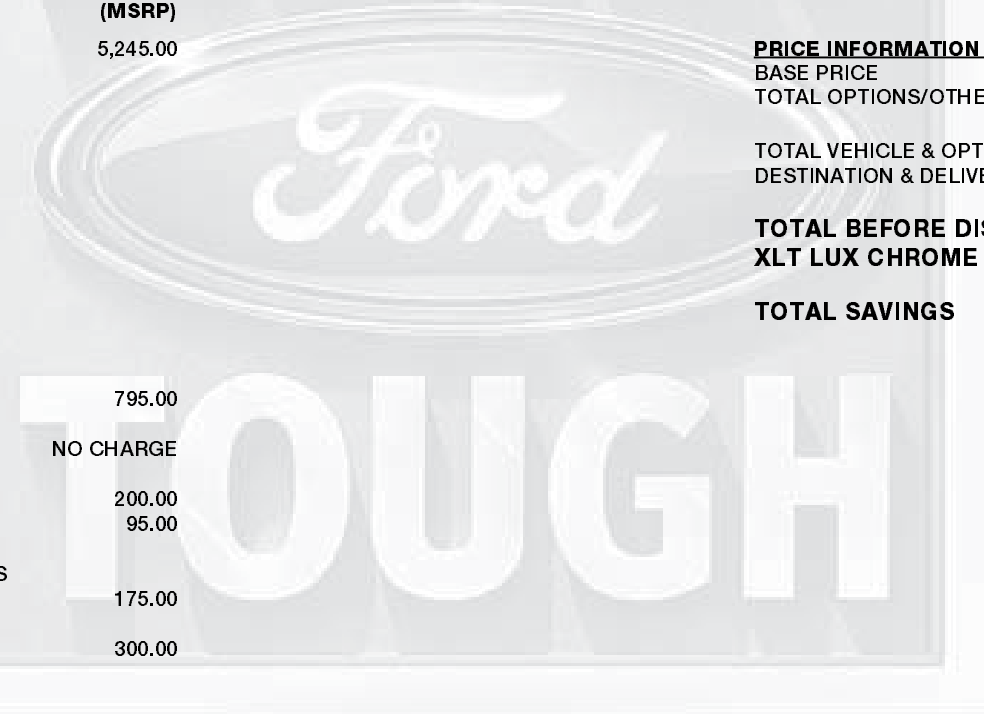 (MSRP)
5,245.00
795.00
NO CHARGE
200.00
95.00
S
175.00
300.00
PRICE INFORMATION
BASE PRICE
TOTAL OPTIONS/OTHE
TOTAL VEHICLE & OPT
DESTINATION & DELIVE
TOTAL BEFORE DIS
XLT LUX CHROME
TOTAL SAVINGS
Ford
TOUGH